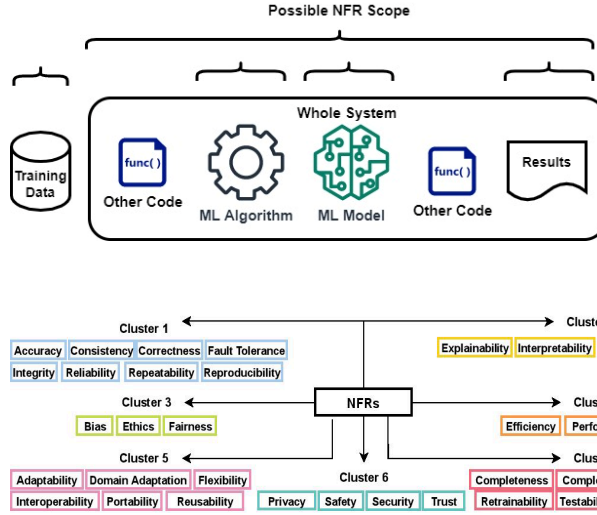 Possible NFR Scope
Whole System
Training
Data
func( )
Other Code
ML Algorithm
ML Model
func( )
Other Code
Results
Cluster 1
Accuracy Consistency Correctness Fault Tolerance
Integrity Reliability Repeatability Reproducibility
Explainability Interpretability
Cluster 3
Bias Ethics Fairness
NFRs
Efficiency
Cluster 5
Adaptability Domain Adaptation Flexibility
Interoperability Portability Reusability
Cluster 6
Privacy Safety Security Trust
Completeness
Retrainability